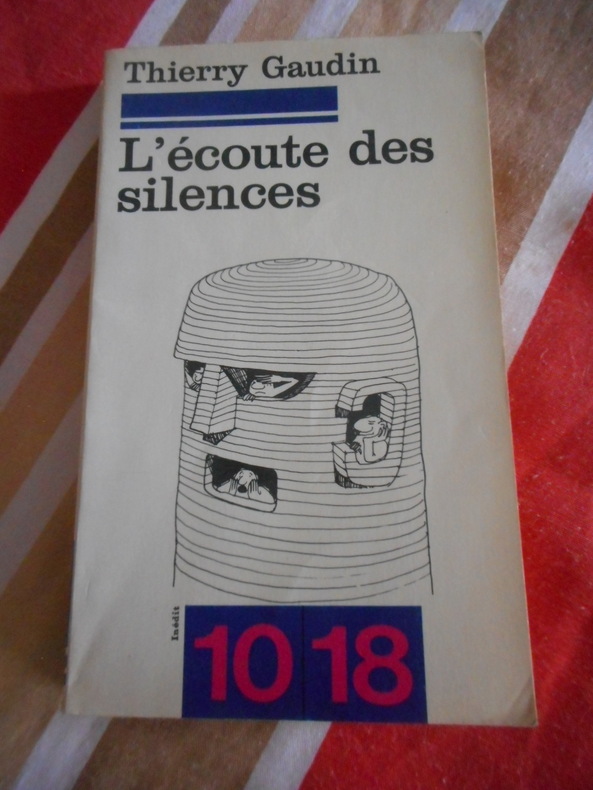 Thierry Gaudin
L'écoute des
silences
Inédit
10 18